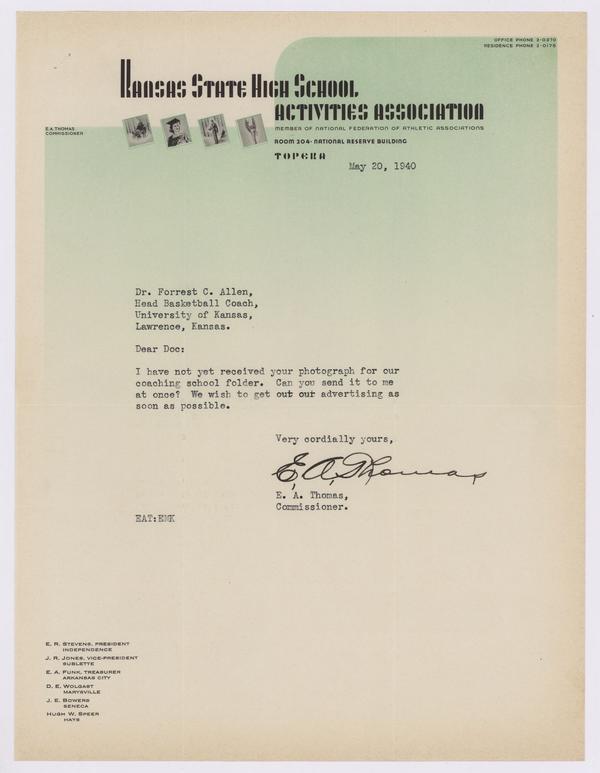 OFFICE PHONE 2-0370
RESIDENCE PHONE 2-0175
KANSAS STATE HIGH SCHOOL
ACTIVITIES ASSOCIATION
E. A. THOMAS
COMMISSIONER
MEMBER OF NATIONAL FEDERATION OF ATHLETIC ASSOCIATIONS
ROOM 204- NATIONAL RESERVE BUILDING
TOPEKA
May 20, 1940
Dr. Forrest C. Allen,
Head Basketball Coach,
University of Kansas,
Lawrence, Kansas.
Dear Doc:
I have not yet received your photograph for our
coaching school folder. Can you send it to me
at once? We wish to get out our advertising as
soon as possible.
Very cordially yours,
E. A. Thomas
E. A. Thomas,
Commissioner.
EAT:EMK
E. R. STEVENS, PRESIDENT
INDEPENDENCE
J. R. JONES, VICE-PRESIDENT
SUBLETTE
E. A. FUNK, TREASURER
ARKANSAS CITY
D. E. WOLGAST
MARYSVILLE
J. E. BOWERS
SENECA
HUGH W. SPEER
HAYS